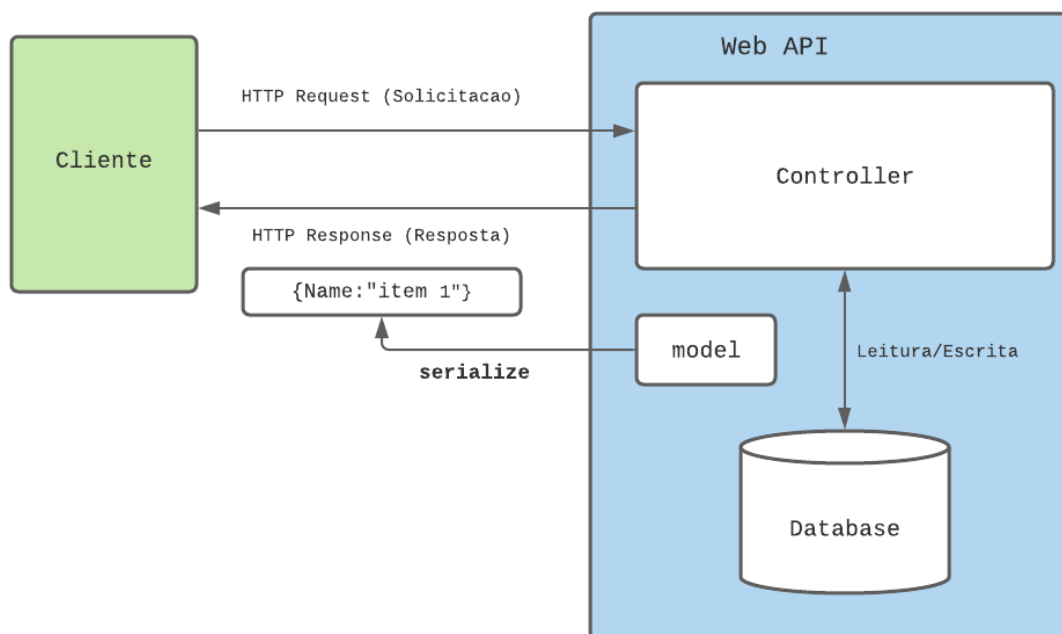 Web API
HTTP Request (Solicitacao)
Cliente
Controller
HTTP Response (Resposta)
{Name:"item 1"}
model
Leitura/Escrita
serialize
Database